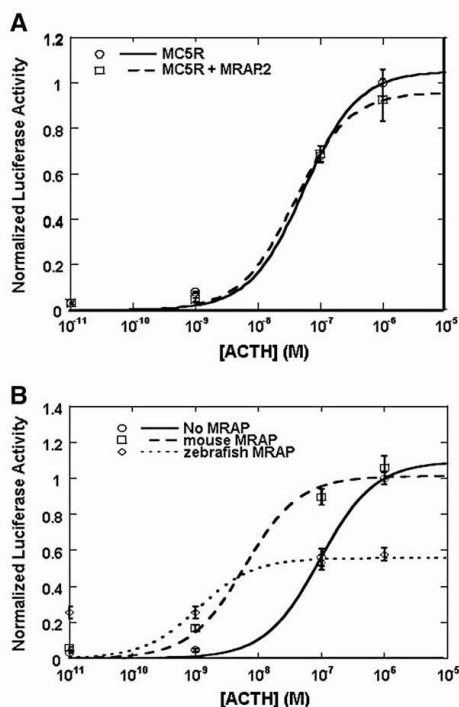 A
1.2
1
0.8
0.6
0.4
0.2
0
Normalized Luciferase Activity
MC5R
MC5R + MRAP2
10⁻¹¹ 10⁻¹⁰ 10⁻⁹ 10⁻⁸ 10⁻⁷ 10⁻⁶ 10⁻⁵
[ACTH] (M)
B
1.4
1.2
1
0.8
0.6
0.4
0.2
0
Normalized Luciferase Activity
No MRAP
mouse MRAP
zebrafish MRAP
10⁻¹¹ 10⁻¹⁰ 10⁻⁹ 10⁻⁸ 10⁻⁷ 10⁻⁶ 10⁻⁵
[ACTH] (M)